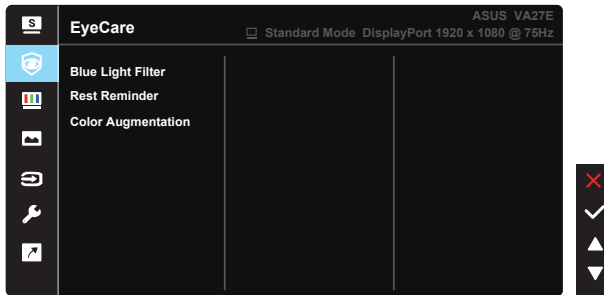 S
EyeCare
ASUS VA27E
Standard Mode DisplayPort 1920 x 1080 @ 75Hz
Blue Light Filter
Rest Reminder
Color Augmentation